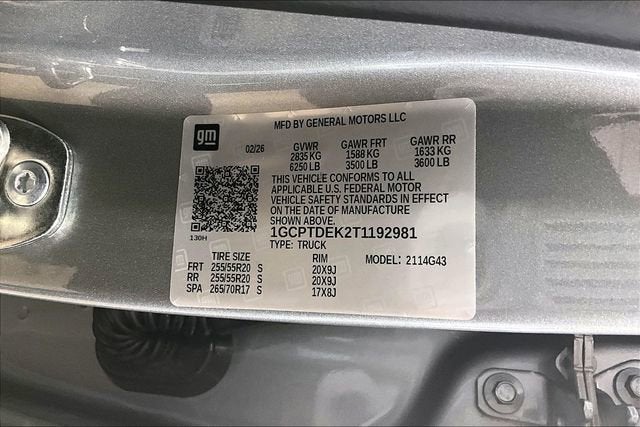 gm
MFD BY GENERAL MOTORS LLC
02/26 GVWR GAWR FRT GAWR RR
2835 KG 1588 KG 1633 KG
6250 LB 3500 LB 3600 LB
THIS VEHICLE CONFORMS TO ALL
APPLICABLE U.S. FEDERAL MOTOR
VEHICLE SAFETY STANDARDS IN EFFECT
ON THE DATE OF MANUFACTURE
SHOWN ABOVE.
130H
1GCPTDEK2T1192981
TYPE: TRUCK
TIRE SIZE RIM MODEL: 2114G43
FRT 255/55R20 S 20X9J
RR 255/55R20 S 20X9J
SPA 265/70R17 S 17X8J